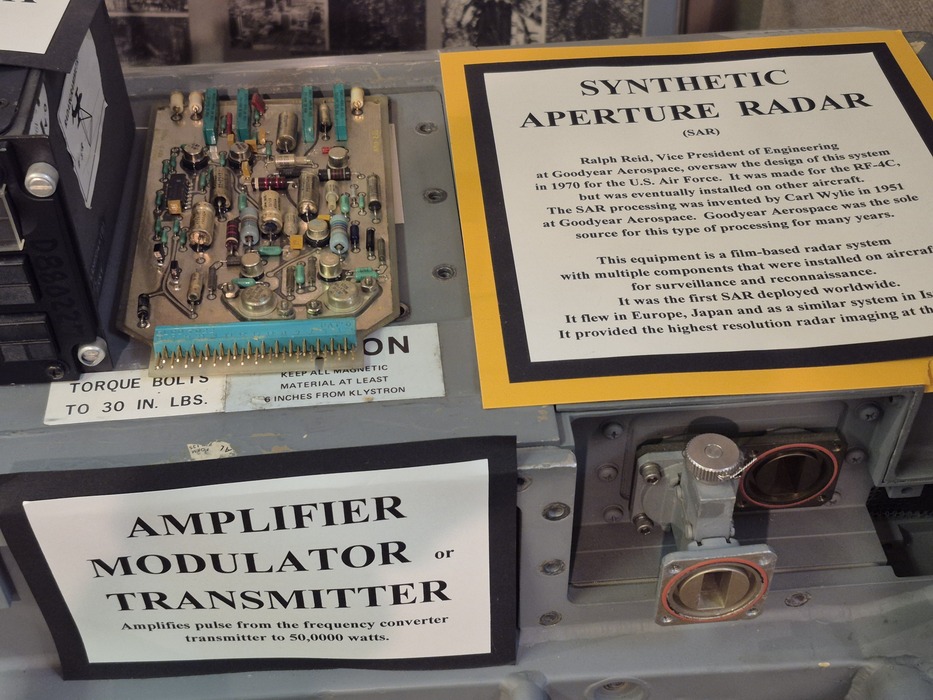 SYNTHETIC
APERTURE RADAR
(SAR)
Ralph Reid, Vice President of Engineering
at Goodyear Aerospace, oversaw the design of this system
in 1970 for the U.S. Air Force. It was made for the RF-4C,
but was eventually installed on other aircraft.
The SAR processing was invented by Carl Wylie in 1951
at Goodyear Aerospace. Goodyear Aerospace was the sole
source for this type of processing for many years.
This equipment is a film-based radar system
with multiple components that were installed on aircraf
for surveillance and reconnaissance.
It was the first SAR deployed worldwide.
It flew in Europe, Japan and as a similar system in Is
It provided the highest resolution radar imaging at th
ON
KEEP ALL MAGNETIC
MATERIAL AT LEAST
6 INCHES FROM KLYSTRON
TORQUE BOLTS
TO 30 IN. LBS.
AMPLIFIER
MODULATOR or
TRANSMITTER
Amplifies pulse from the frequency converter
transmitter to 50,0000 watts.